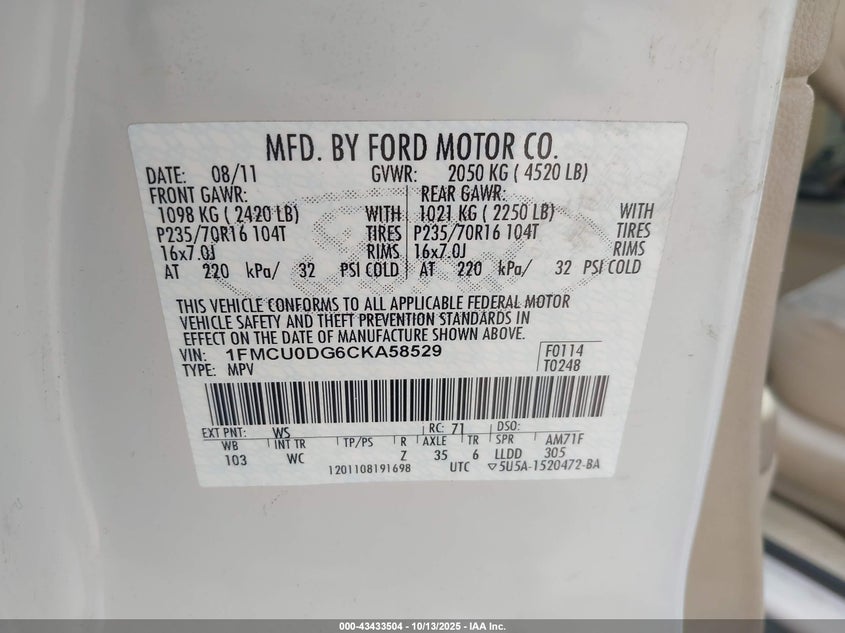 MFD. BY FORD MOTOR CO.
DATE: 08/11 GVWR: 2050 KG ( 4520 LB)
FRONT GAWR: REAR GAWR:
1098 KG ( 2420 LB) WITH 1021 KG ( 2250 LB) WITH
P235/70R16 104T TIRES P235/70R16 104T TIRES
16x7.0J RIMS 16x7.0J RIMS
AT 220 kPa/ 32 PSI COLD AT 220 kPa/ 32 PSI COLD
THIS VEHICLE CONFORMS TO ALL APPLICABLE FEDERAL MOTOR
VEHICLE SAFETY AND THEFT PREVENTION STANDARDS IN
EFFECT ON THE DATE OF MANUFACTURE SHOWN ABOVE.
VIN: 1FMCU0DG6CKA58529 F0114
TYPE: MPV T0248
EXT PNT: WS RC: 71 DSO:
WB INT TR TP/PS R AXLE TR SPR AM71F
103 WC Z 35 6 LLDD 305
1201108191698 UTC ▽5U5A-1520472-BA
000-43433504 | 10/13/2025 - IAA Inc.